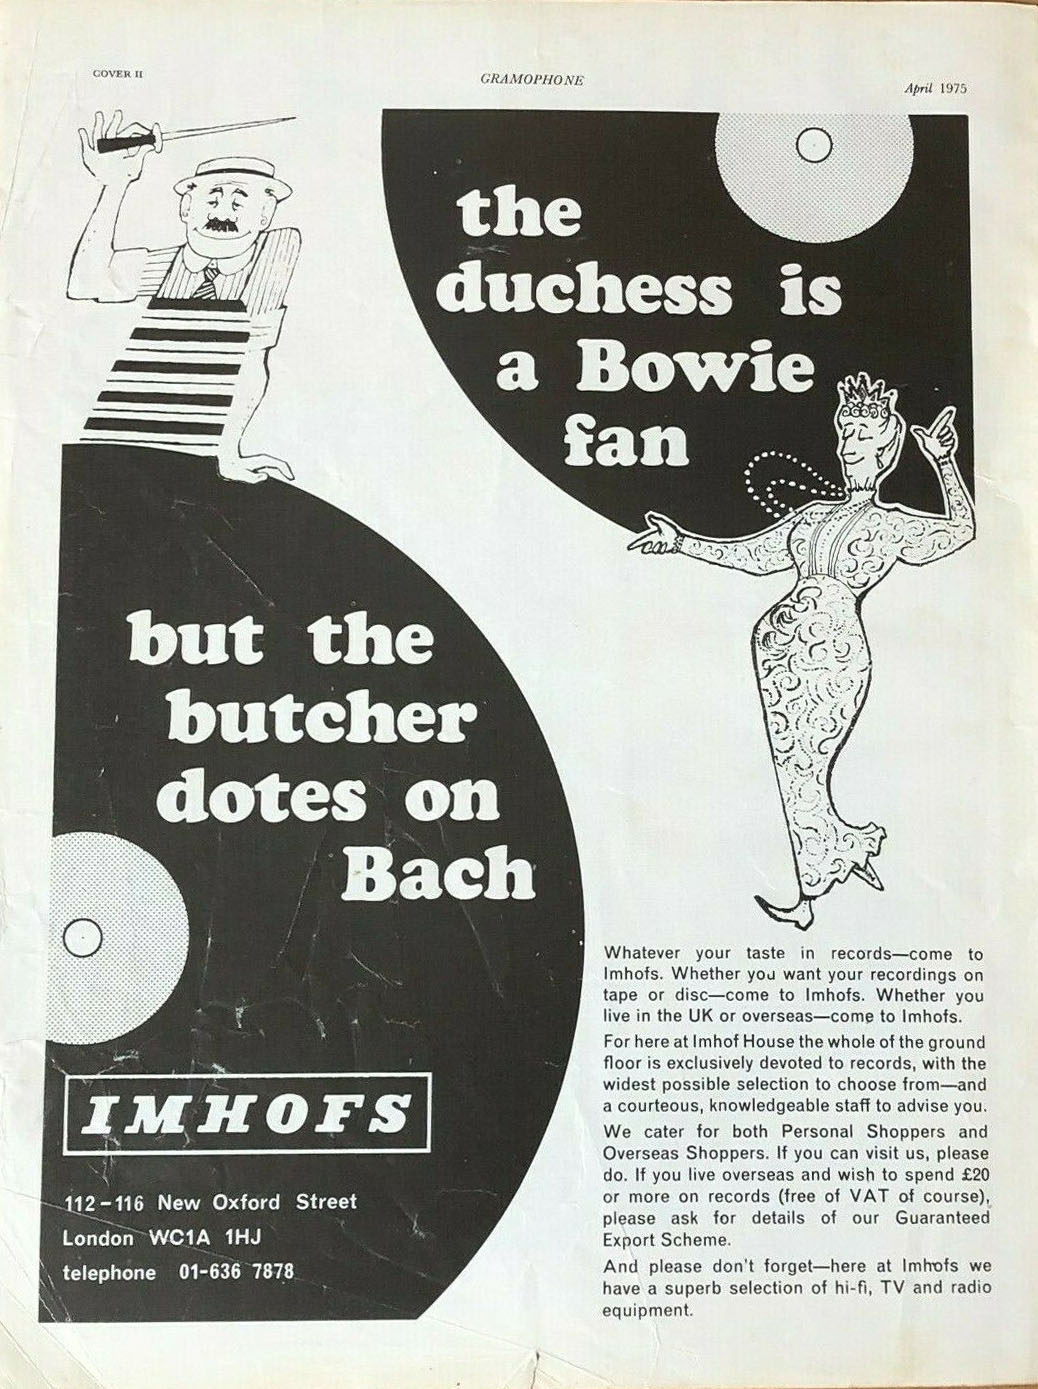 COVER II
GRAMOPHONE
April 1975
the
duchess is
a Bowie
fan
but the
butcher
dotes on
Bach
IMHOFS
112-116 New Oxford Street
London WC1A 1HJ
telephone 01-636 7878
Whatever your taste in records—come to
Imhofs. Whether you want your recordings on
tape or disc—come to Imhofs. Whether you
live in the UK or overseas—come to Imhofs.
For here at Imhof House the whole of the ground
floor is exclusively devoted to records, with the
widest possible selection to choose from—and
a courteous, knowledgeable staff to advise you.
We cater for both Personal Shoppers and
Overseas Shoppers. If you can visit us, please
do. If you live overseas and wish to spend £20
or more on records (free of VAT of course),
please ask for details of our Guaranteed
Export Scheme.
And please don't forget—here at Imhofs we
have a superb selection of hi-fi, TV and radio
equipment.